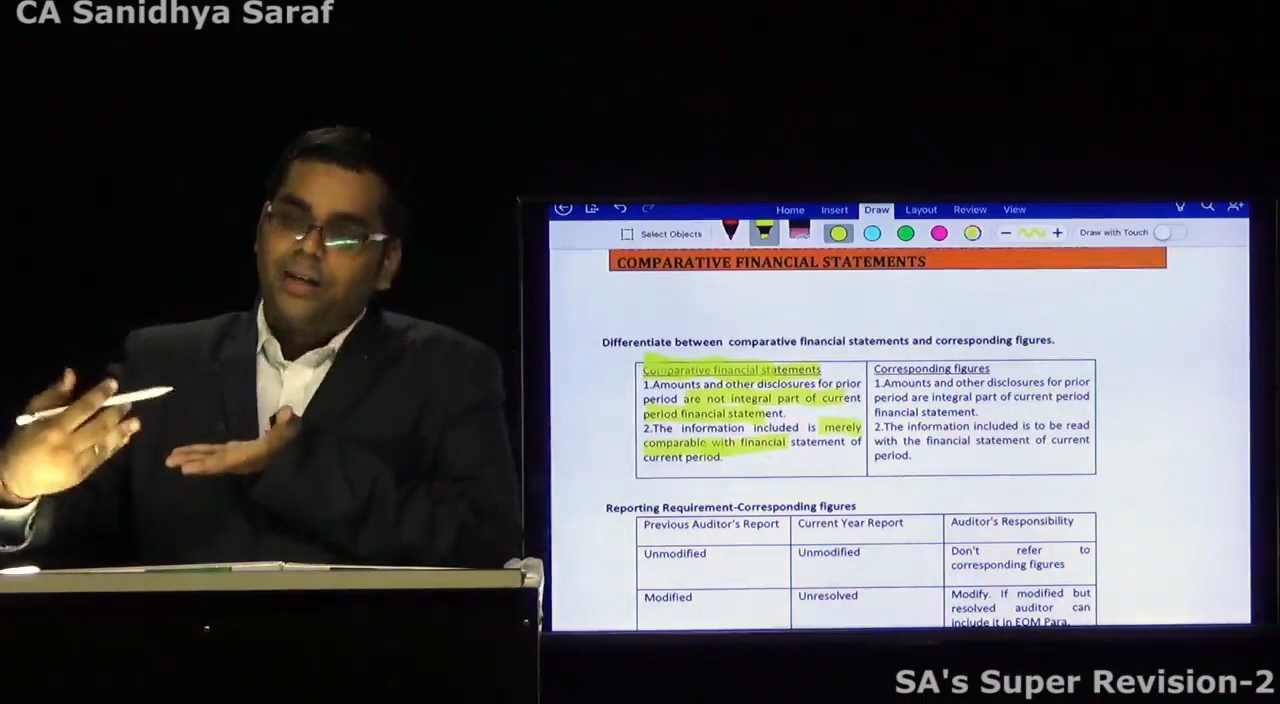 CA Sanidhya Saraf
Home Insert Draw Layout Review View
Select Objects
Draw with Touch
COMPARATIVE FINANCIAL STATEMENTS
Differentiate between comparative financial statements and corresponding figures.
Comparative financial statements
1.Amounts and other disclosures for prior
period are not integral part of current
period financial statement.
2.The information included is merely
comparable with financial statement of
current period.
Corresponding figures
1.Amounts and other disclosures for prior
period are integral part of current period
financial statement.
2.The information included is to be read
with the financial statement of current
period.
Reporting Requirement-Corresponding figures
Previous Auditor's Report Current Year Report Auditor's Responsibility
Unmodified Unmodified Don't refer to
corresponding figures
Modified Unresolved Modify. If modified but
resolved auditor can
include it in EOM Para.
SA's Super Revision-2